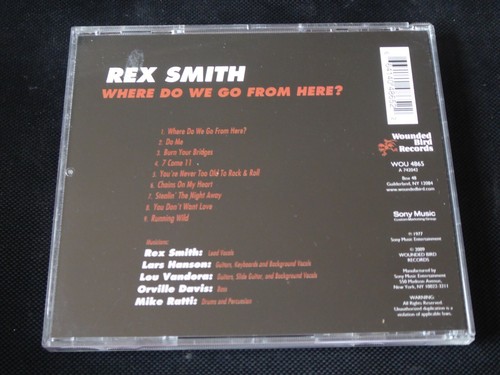 REX SMITH
WHERE DO WE GO FROM HERE?
1 Where Do We Go From Here?
2. Do Me
3. Burn Your Bridges
4. 7 Come 11
5. You're Never Too Old To Rock & Roll
6. Chains On My Heart
7. Stealin' The Night Away
8. You Don't Want Love
9. Running Wild
Musicians:
Rex Smith: Lead Vocals
Lars Hanson: Guitars, Keyboards and Background Vocals
Lou Vandora: Guitars, Slide Guitar, and Background Vocals
Orville Davis: Bass
Mike Ratti: Drums and Percussion
Wounded
Bird
Records
WOU 4865
A 743042
Box 48
Guilderland, NY 12084
www.woundedbird.com
Sony Music
Custom Marketing Group
℗ 1977
Sony Music Entertainment
© 2009
WOUNDED BIRD
RECORDS
Manufactured by
Sony Music Entertainment
550 Madison Avenue,
New York, NY 10022-3211
WARNING:
All Rights Reserved.
Unauthorized duplication is a
violation of applicable laws.